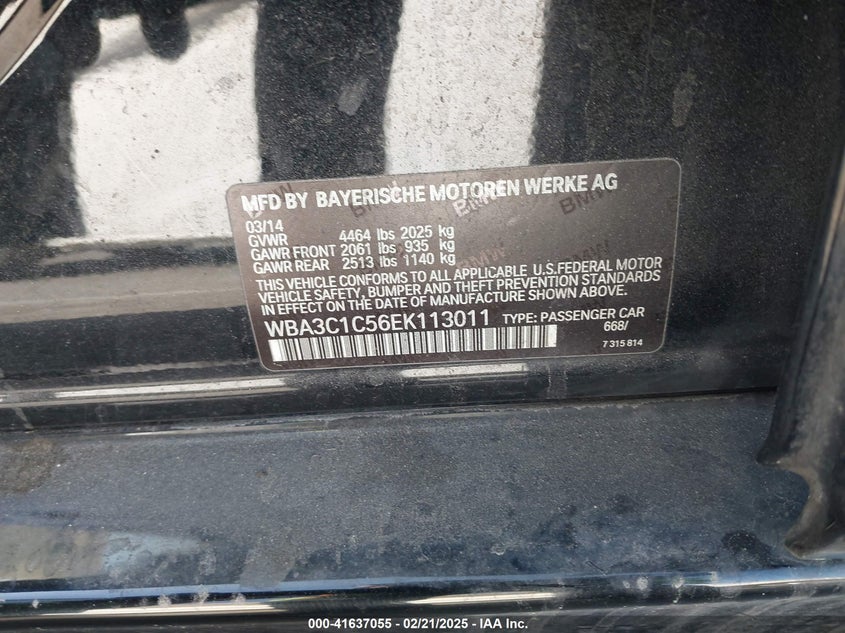 MFD BY BAYERISCHE MOTOREN WERKE AG
03/14
GVWR 4464 lbs 2025 kg
GAWR FRONT 2061 lbs 935 kg
GAWR REAR 2513 lbs 1140 kg
THIS VEHICLE CONFORMS TO ALL APPLICABLE U.S.FEDERAL MOTOR
VEHICLE SAFETY, BUMPER AND THEFT PREVENTION STANDARDS
IN EFFECT ON THE DATE OF MANUFACTURE SHOWN ABOVE.
WBA3C1C56EK113011 TYPE: PASSENGER CAR
668/
7 315 814
000-41637055 - 02/21/2025 - IAA Inc.